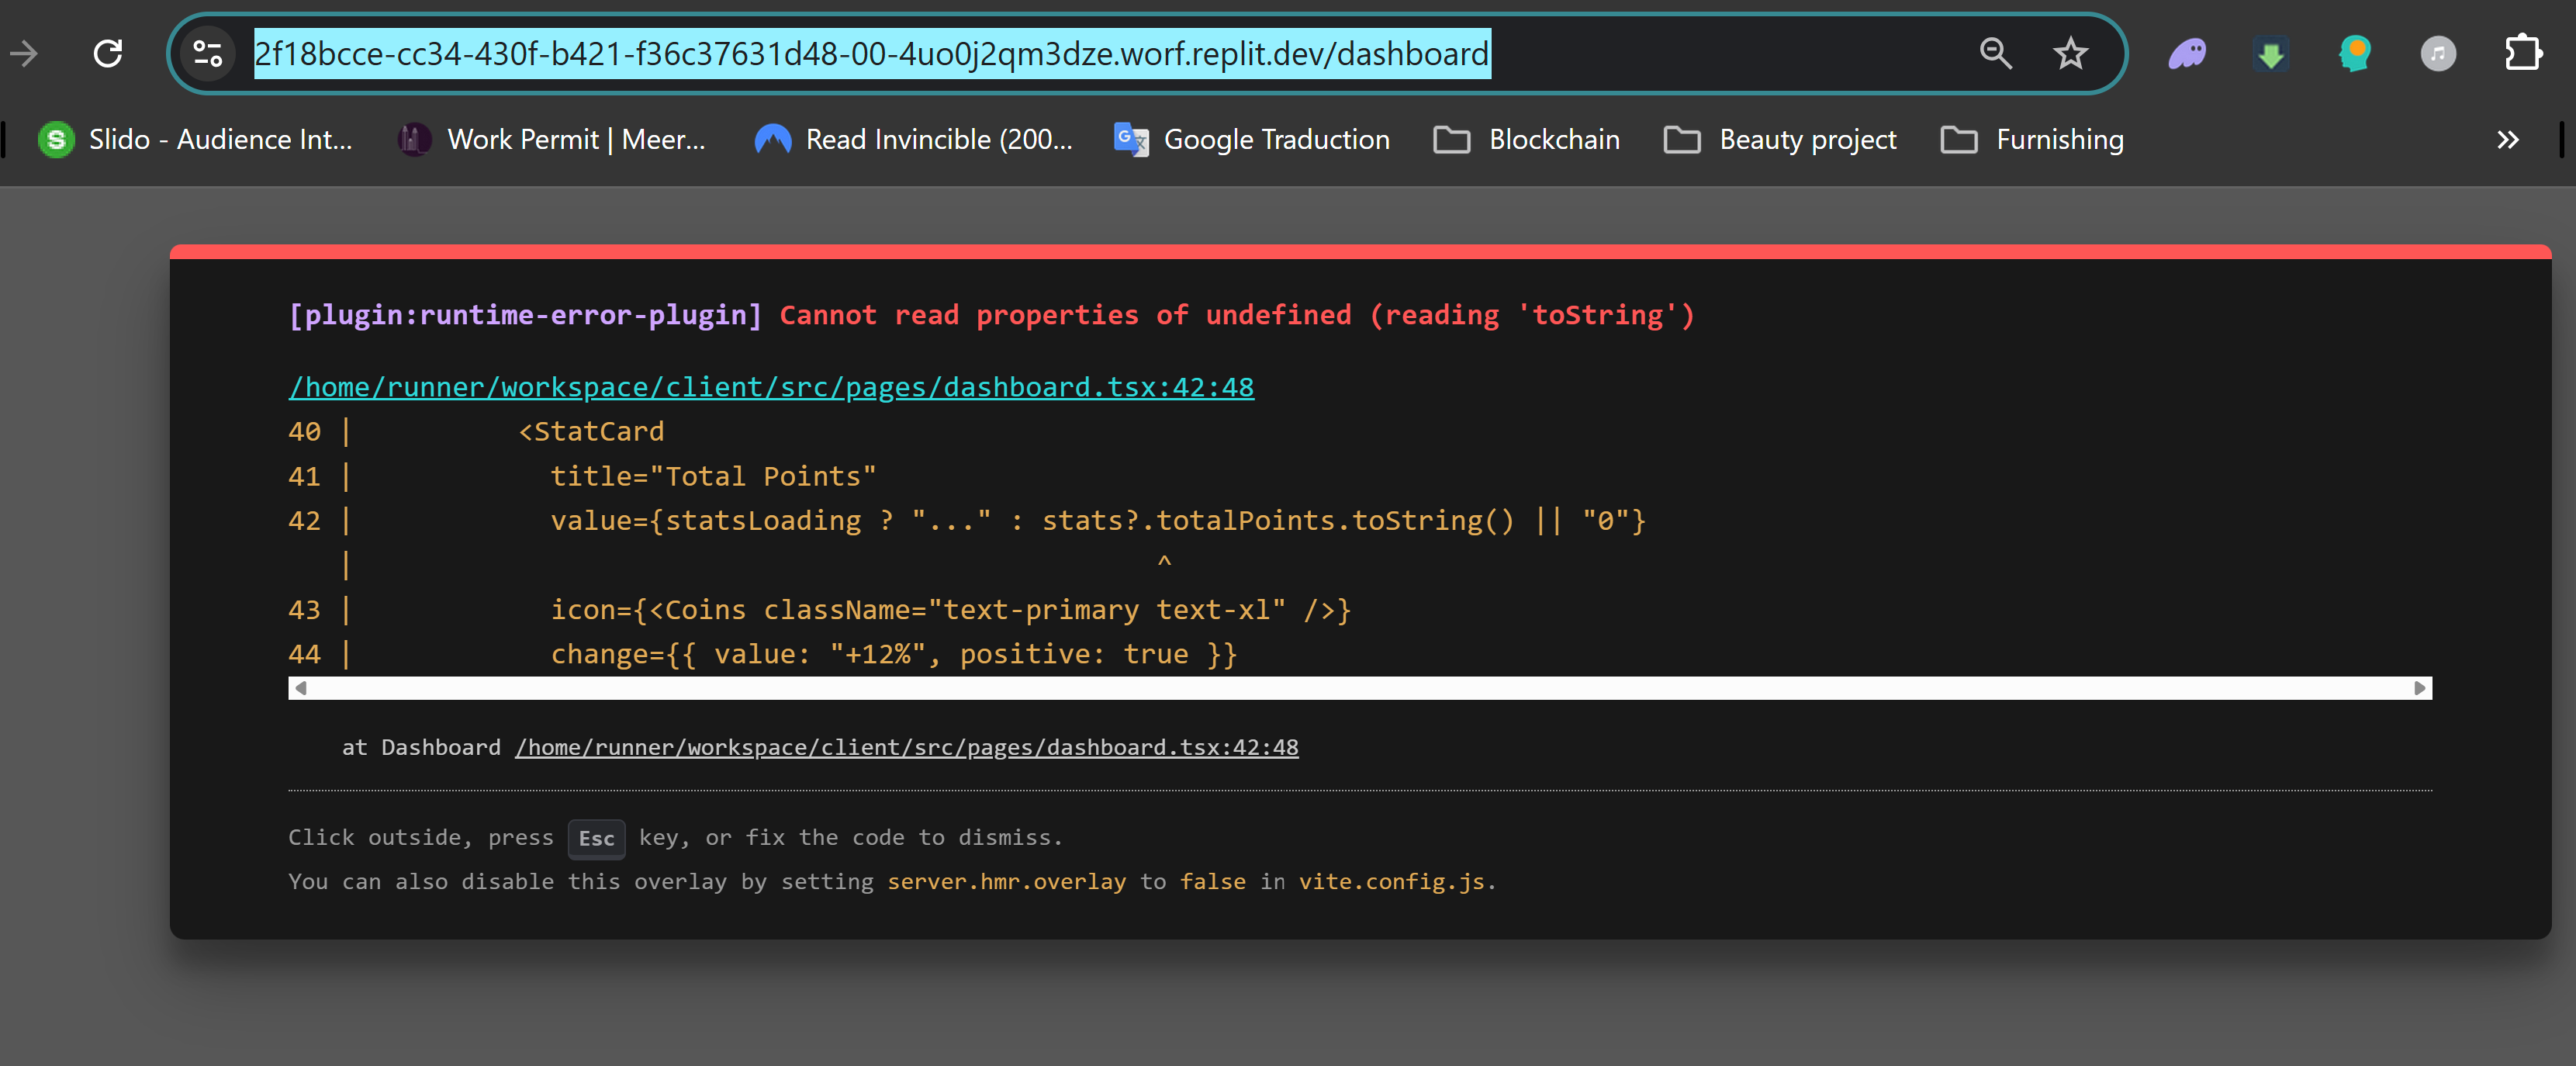 2f18bcce-cc34-430f-b421-f36c37631d48-00-4uo0j2qm3dze.worf.replit.dev/dashboard
Slido - Audience Int... Work Permit | Meer... Read Invincible (200... Google Traduction Blockchain Beauty project Furnishing
[plugin:runtime-error-plugin] Cannot read properties of undefined (reading 'toString')
/home/runner/workspace/client/src/pages/dashboard.tsx:42:48
40 | <StatCard
41 | title="Total Points"
42 | value={statsLoading ? "..." : stats?.totalPoints.toString() || "0"}
| ^
43 | icon={<Coins className="text-primary text-xl" />}
44 | change={{ value: "+12%", positive: true }}
at Dashboard /home/runner/workspace/client/src/pages/dashboard.tsx:42:48
Click outside, press Esc key, or fix the code to dismiss.
You can also disable this overlay by setting server.hmr.overlay to false in vite.config.js.